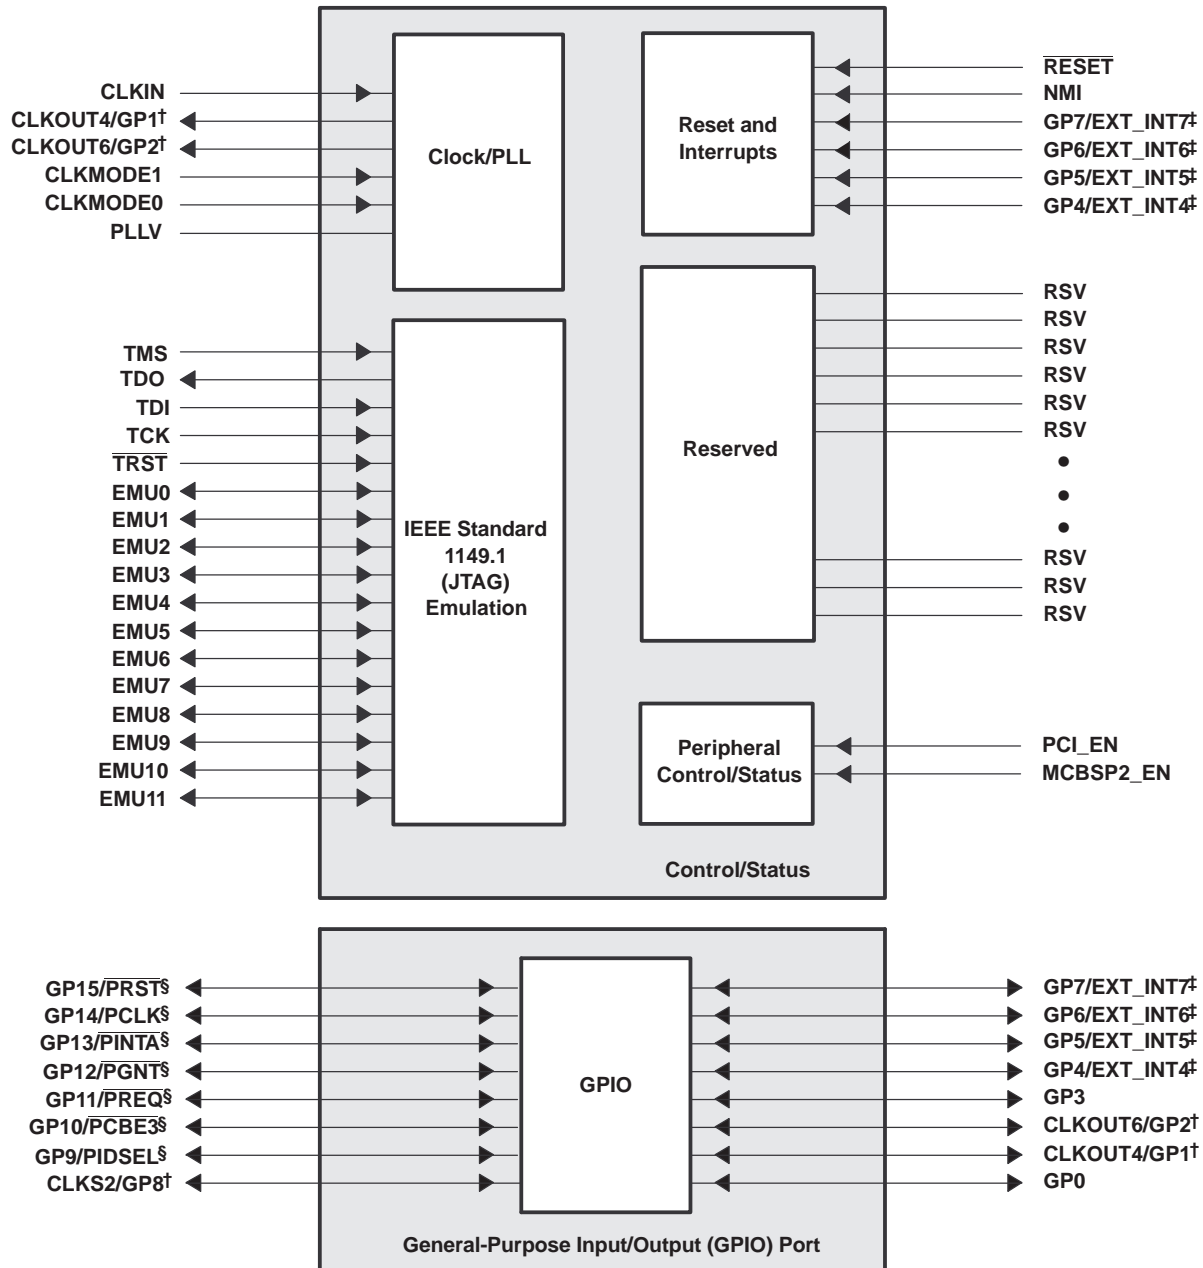 CLKIN
CLKOUT4/GP1†
CLKOUT6/GP2†
CLKMODE1
CLKMODE0
PLLV
Clock/PLL
Reset and
Interrupts
RESET
NMI
GP7/EXT_INT7‡
GP6/EXT_INT6‡
GP5/EXT_INT5‡
GP4/EXT_INT4‡
TMS
TDO
TDI
TCK
TRST
EMU0
EMU1
EMU2
EMU3
EMU4
EMU5
EMU6
EMU7
EMU8
EMU9
EMU10
EMU11
IEEE Standard
1149.1
(JTAG)
Emulation
Reserved
RSV
RSV
RSV
RSV
RSV
RSV
•
•
•
RSV
RSV
RSV
Peripheral
Control/Status
PCI_EN
MCBSP2_EN
Control/Status
GP15/PRST§
GP14/PCLK§
GP13/PINTA§
GP12/PGNT§
GP11/PREQ§
GP10/PCBE3§
GP9/PIDSEL§
CLKS2/GP8†
GPIO
GP7/EXT_INT7‡
GP6/EXT_INT6‡
GP5/EXT_INT5‡
GP4/EXT_INT4‡
GP3
CLKOUT6/GP2†
CLKOUT4/GP1†
GP0
General-Purpose Input/Output (GPIO) Port